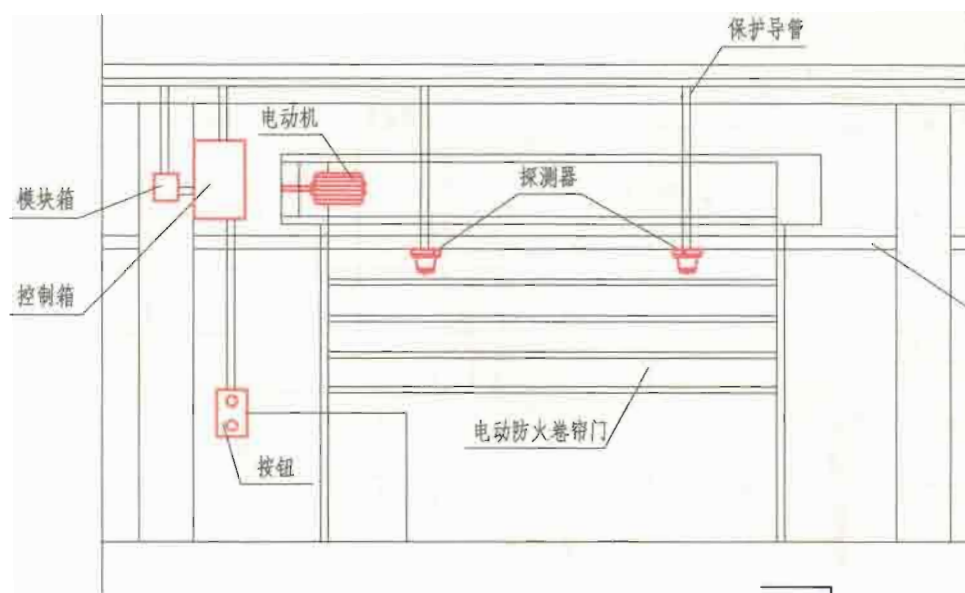 保护导管
电动机
模块箱
探测器
控制箱
电动防火卷帘门
按钮